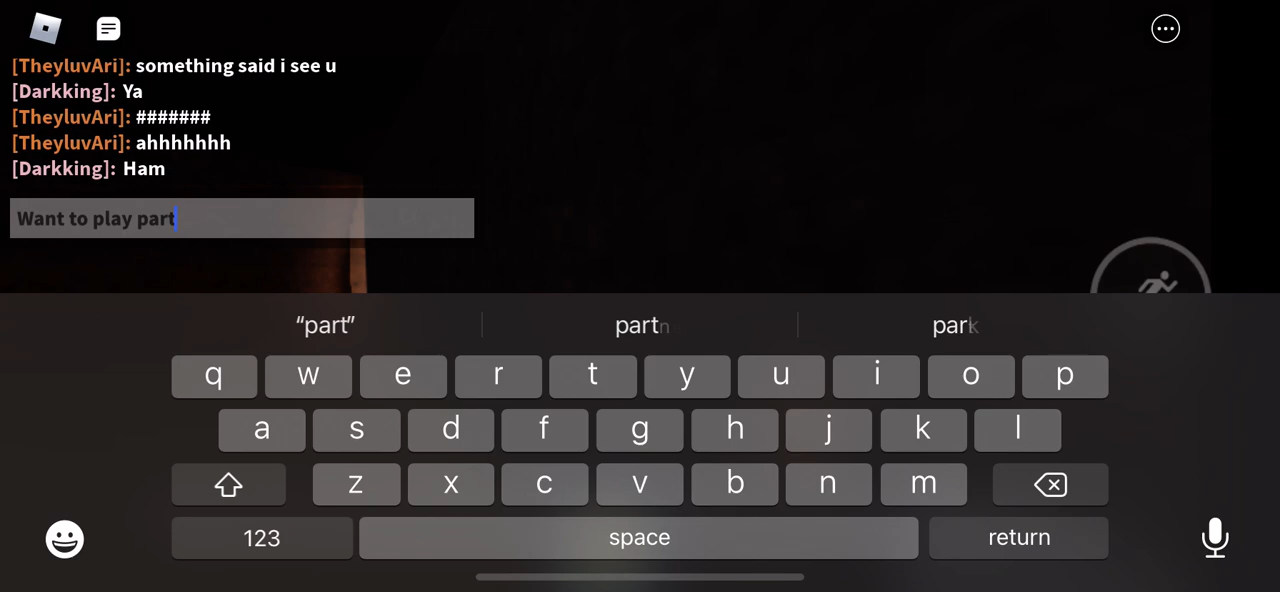 [TheyluvAri]: something said i see u
[Darkking]: Ya
[TheyluvAri]: #######
[TheyluvAri]: ahhhhhhh
[Darkking]: Ham
Want to play part
“part” partn park
q w e r t y u i o p
a s d f g h j k l
z x c v b n m
123 space return